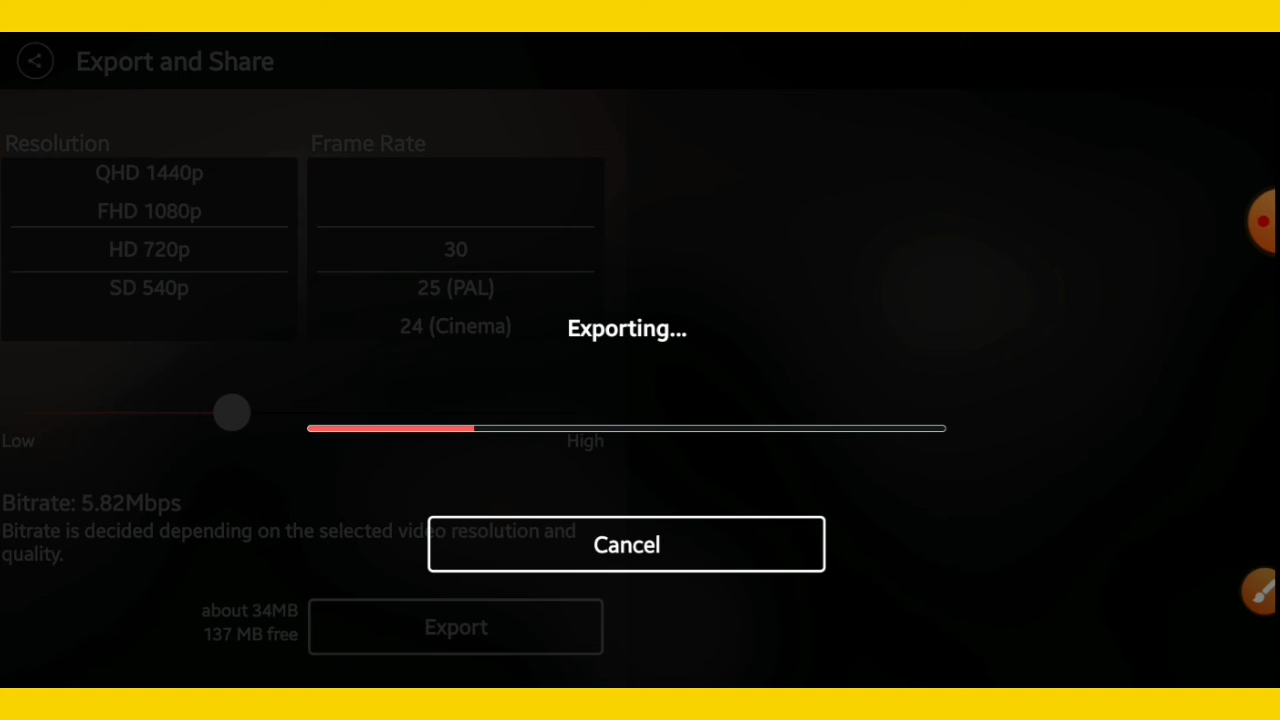 Export and Share
Resolution
Frame Rate
QHD 1440p
FHD 1080p
HD 720p
SD 540p
30
25 (PAL)
24 (Cinema)
Exporting...
Low
High
Bitrate: 5.82Mbps
Bitrate is decided depending on the selected video resolution and
quality.
Cancel
about 34MB
137 MB free
Export